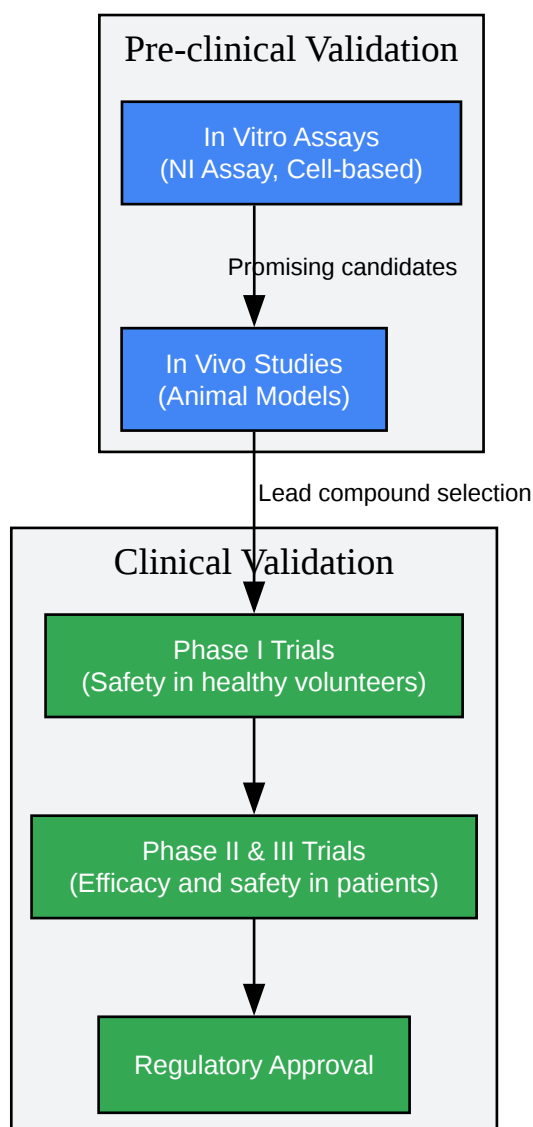 Pre-clinical Validation
In Vitro Assays
(NI Assay, Cell-based)
Promising candidates
In Vivo Studies
(Animal Models)
Lead compound selection
Clinical Validation
Phase I Trials
(Safety in healthy volunteers)
Phase II & III Trials
(Efficacy and safety in patients)
Regulatory Approval